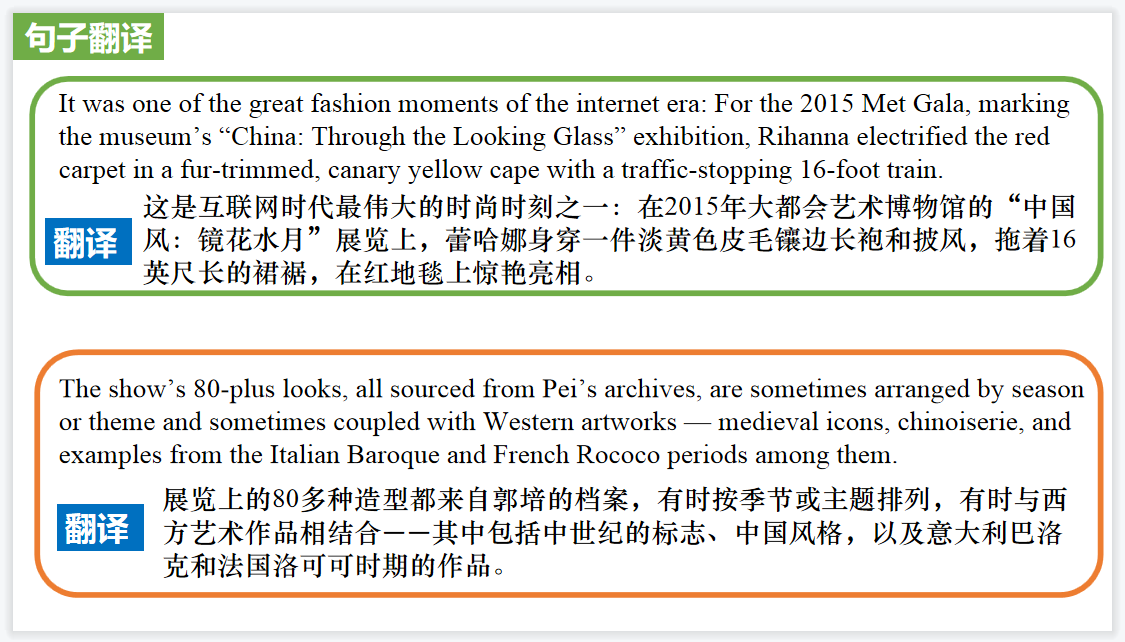 句子翻译
It was one of the great fashion moments of the internet era: For the 2015 Met Gala, marking
the museum’s “China: Through the Looking Glass” exhibition, Rihanna electrified the red
carpet in a fur-trimmed, canary yellow cape with a traffic-stopping 16-foot train.
翻译
这是互联网时代最伟大的时尚时刻之一：在2015年大都会艺术博物馆的“中国
风：镜花水月”展览上，蕾哈娜身穿一件淡黄色皮毛镶边长袍和披风，拖着16
英尺长的裙裾，在红地毯上惊艳亮相。
The show’s 80-plus looks, all sourced from Pei’s archives, are sometimes arranged by season
or theme and sometimes coupled with Western artworks — medieval icons, chinoiserie, and
examples from the Italian Baroque and French Rococo periods among them.
翻译
展览上的80多种造型都来自郭培的档案，有时按季节或主题排列，有时与西
方艺术作品相结合——其中包括中世纪的标志、中国风格，以及意大利巴洛
克和法国洛可可时期的作品。